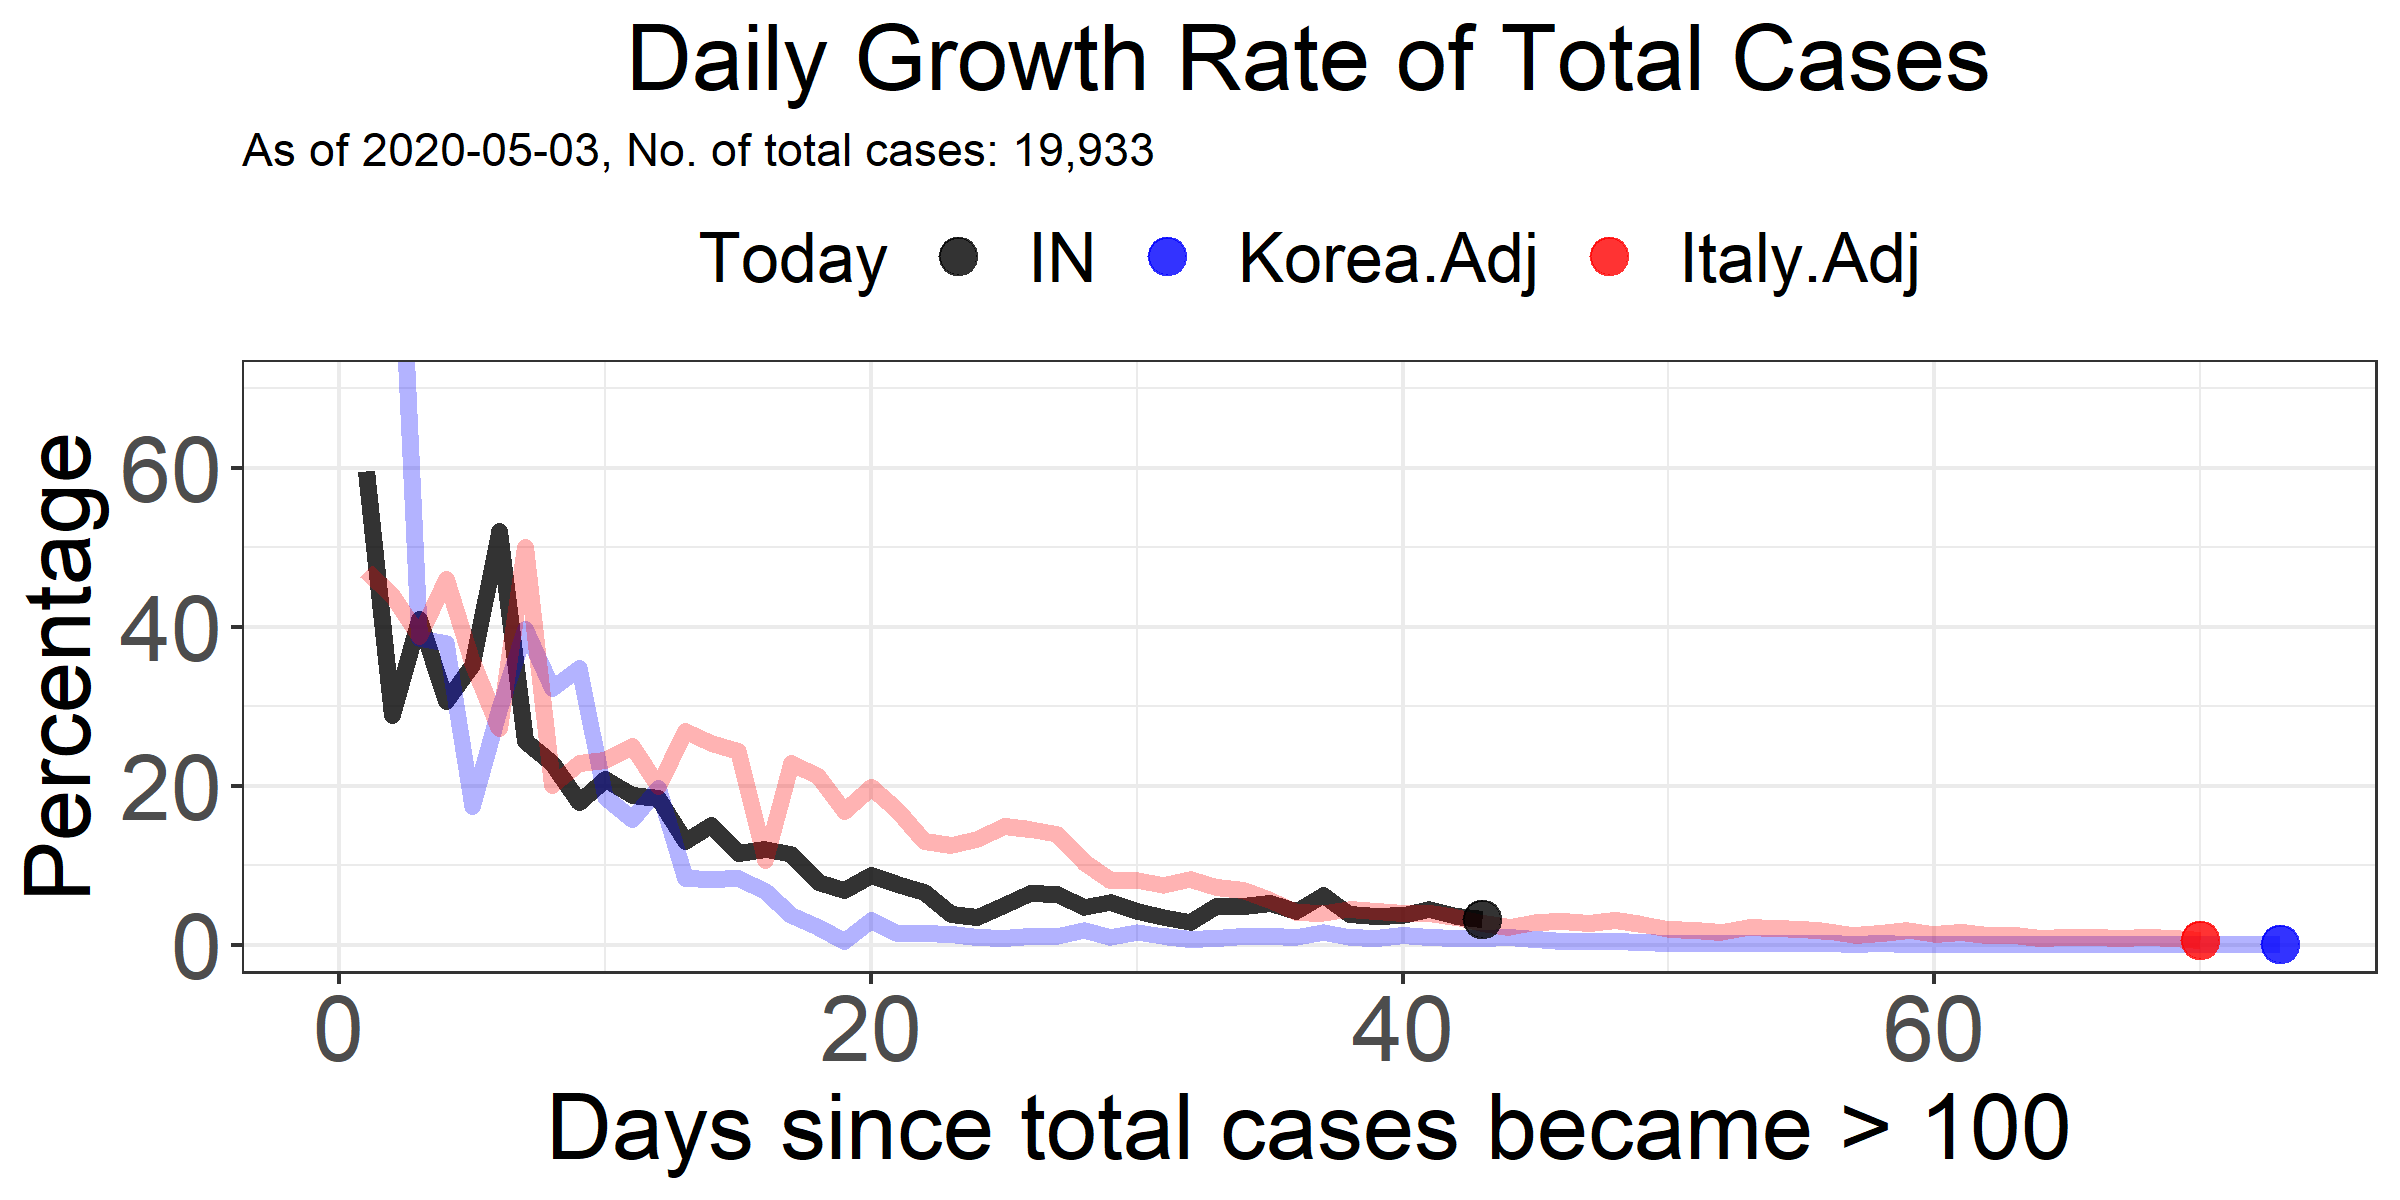 Daily Growth Rate of Total Cases
As of 2020-05-03, No. of total cases: 19,933
Today IN Korea.Adj Italy.Adj
Percentage
60
40
20
0
0 20 40 60
Days since total cases became > 100